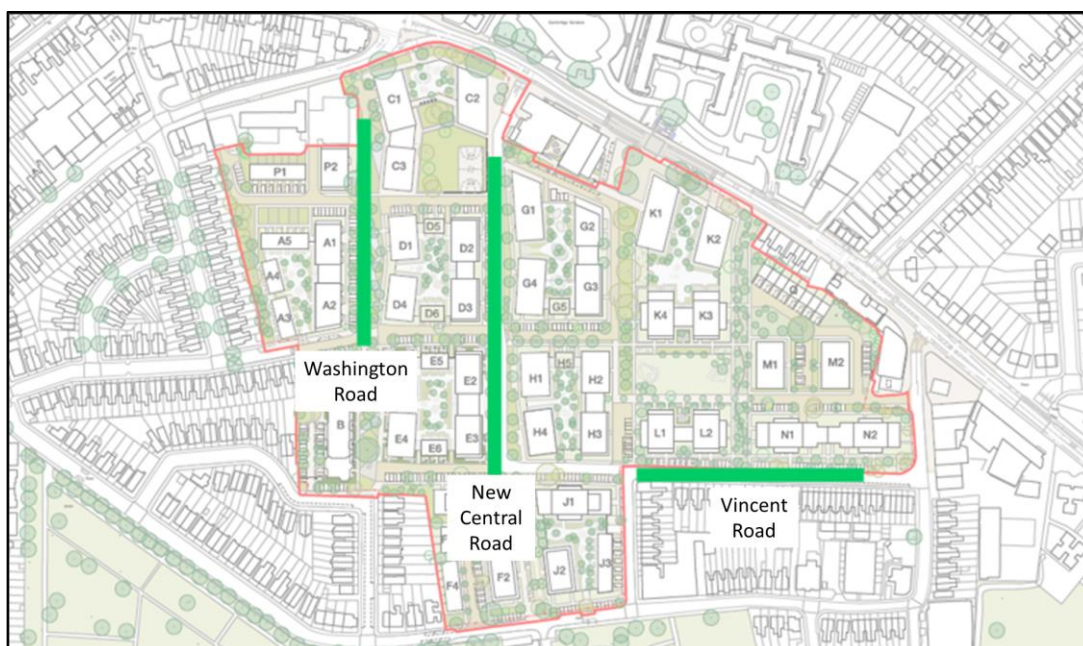 C1
C2
C3
P1
P2
G1
G2
K1
K2
D5
D1
D2
A5
A1
A4
A2
A3
G4
G3
G5
D4
D3
D6
K4
K3
Q
Washington
Road
E5
E2
H1
H5
H2
M1
M2
B
E4
E3
E6
H4
H3
L1
L2
N1
N2
New
Central
Road
J1
Vincent
Road
F4
F2
J2
J3